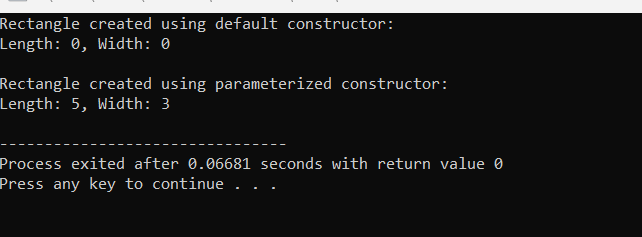 Rectangle created using default constructor:
Length: 0, Width: 0
Rectangle created using parameterized constructor:
Length: 5, Width: 3
--------------------------------
Process exited after 0.06681 seconds with return value 0
Press any key to continue . . .